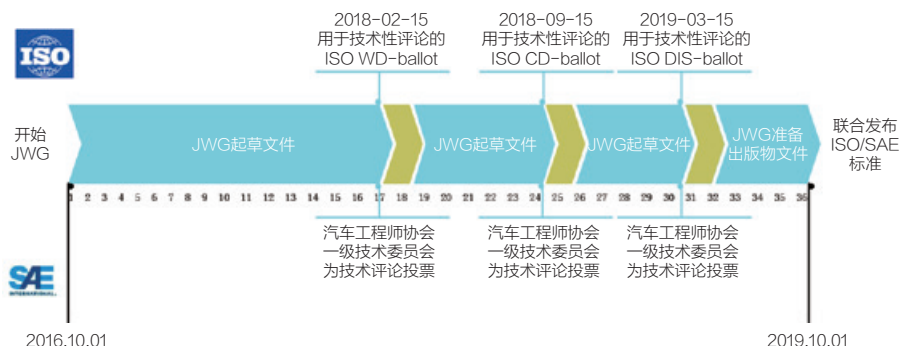 2018-02-15
用于技术性评论的
ISO WD-ballot
2018-09-15
用于技术性评论的
ISO CD-ballot
2019-03-15
用于技术性评论的
ISO DIS-ballot
ISO
开始
JWG
JWG起草文件
JWG起草文件
JWG起草文件
JWG准备
出版物文件
联合发布
ISO/SAE
标准
1 2 3 4 5 6 7 8 9 10 11 12 13 14 15 16 17 18 19 20 21 22 23 24 25 26 27 28 29 30 31 32 33 34 35 36
汽车工程师协会
一级技术委员会
为技术评论投票
汽车工程师协会
一级技术委员会
为技术评论投票
汽车工程师协会
一级技术委员会
为技术评论投票
SAE
INTERNATIONAL
2016.10.01
2019.10.01